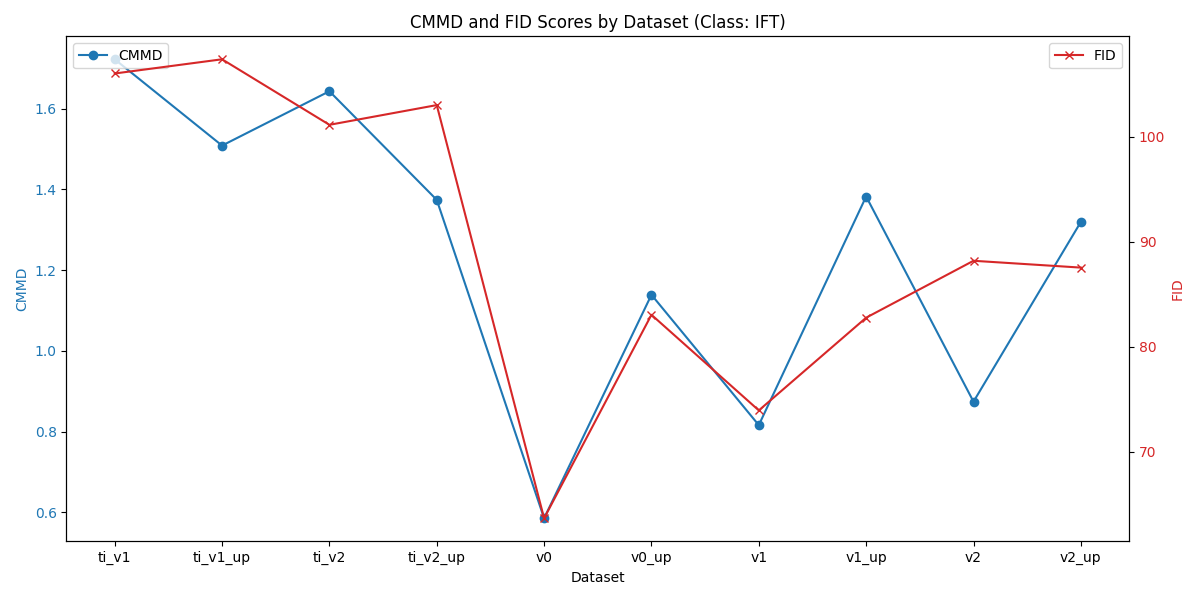 CMMD and FID Scores by Dataset (Class: IFT)
CMMD
FID
1.6
1.4
1.2
1.0
0.8
0.6
CMMD
100
90
80
70
FID
ti_v1
ti_v1_up
ti_v2
ti_v2_up
v0
v0_up
v1
v1_up
v2
v2_up
Dataset